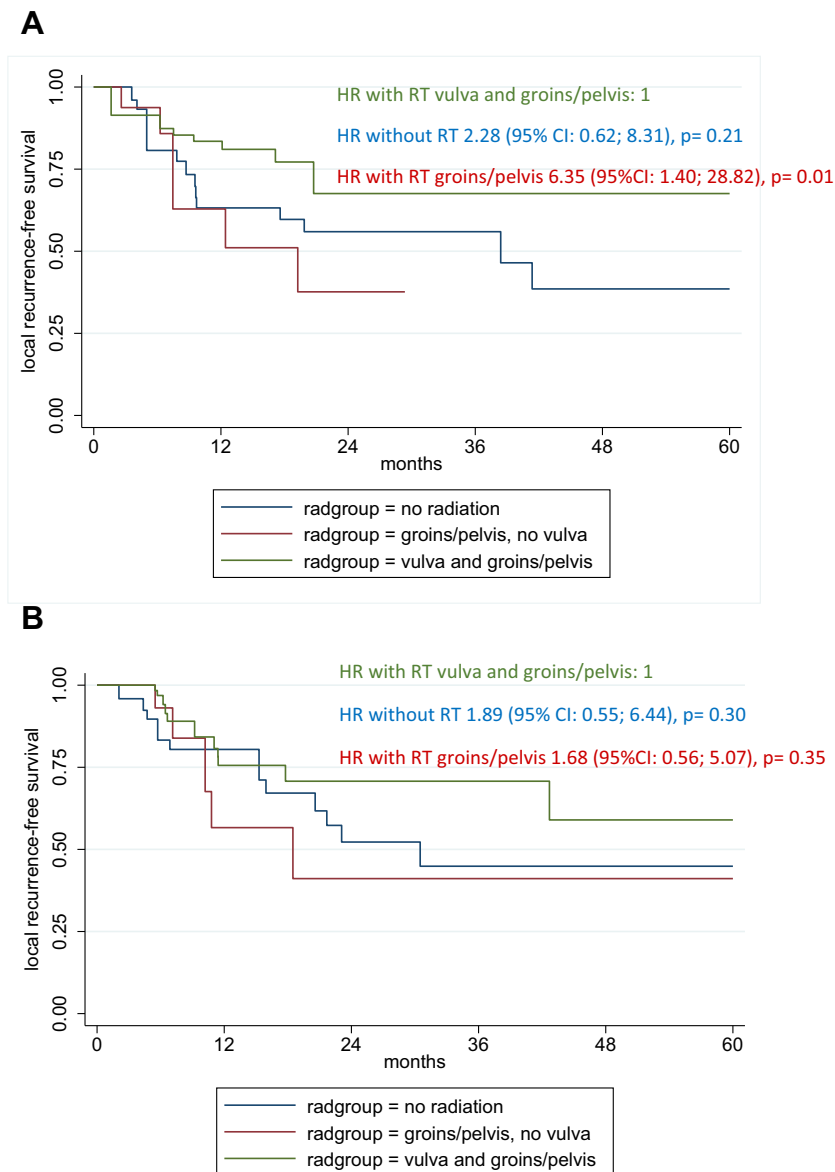 A
HR with RT vulva and groins/pelvis: 1
HR without RT 2.28 (95% CI: 0.62; 8.31), p= 0.21
HR with RT groins/pelvis 6.35 (95%CI: 1.40; 28.82), p= 0.01
local recurrence-free survival
1.00
0.75
0.50
0.25
0.00
0 12 24 36 48 60
months
radgroup = no radiation
radgroup = groins/pelvis, no vulva
radgroup = vulva and groins/pelvis
B
HR with RT vulva and groins/pelvis: 1
HR without RT 1.89 (95% CI: 0.55; 6.44), p= 0.30
HR with RT groins/pelvis 1.68 (95%CI: 0.56; 5.07), p= 0.35
local recurrence-free survival
1.00
0.75
0.50
0.25
0.00
0 12 24 36 48 60
months
radgroup = no radiation
radgroup = groins/pelvis, no vulva
radgroup = vulva and groins/pelvis